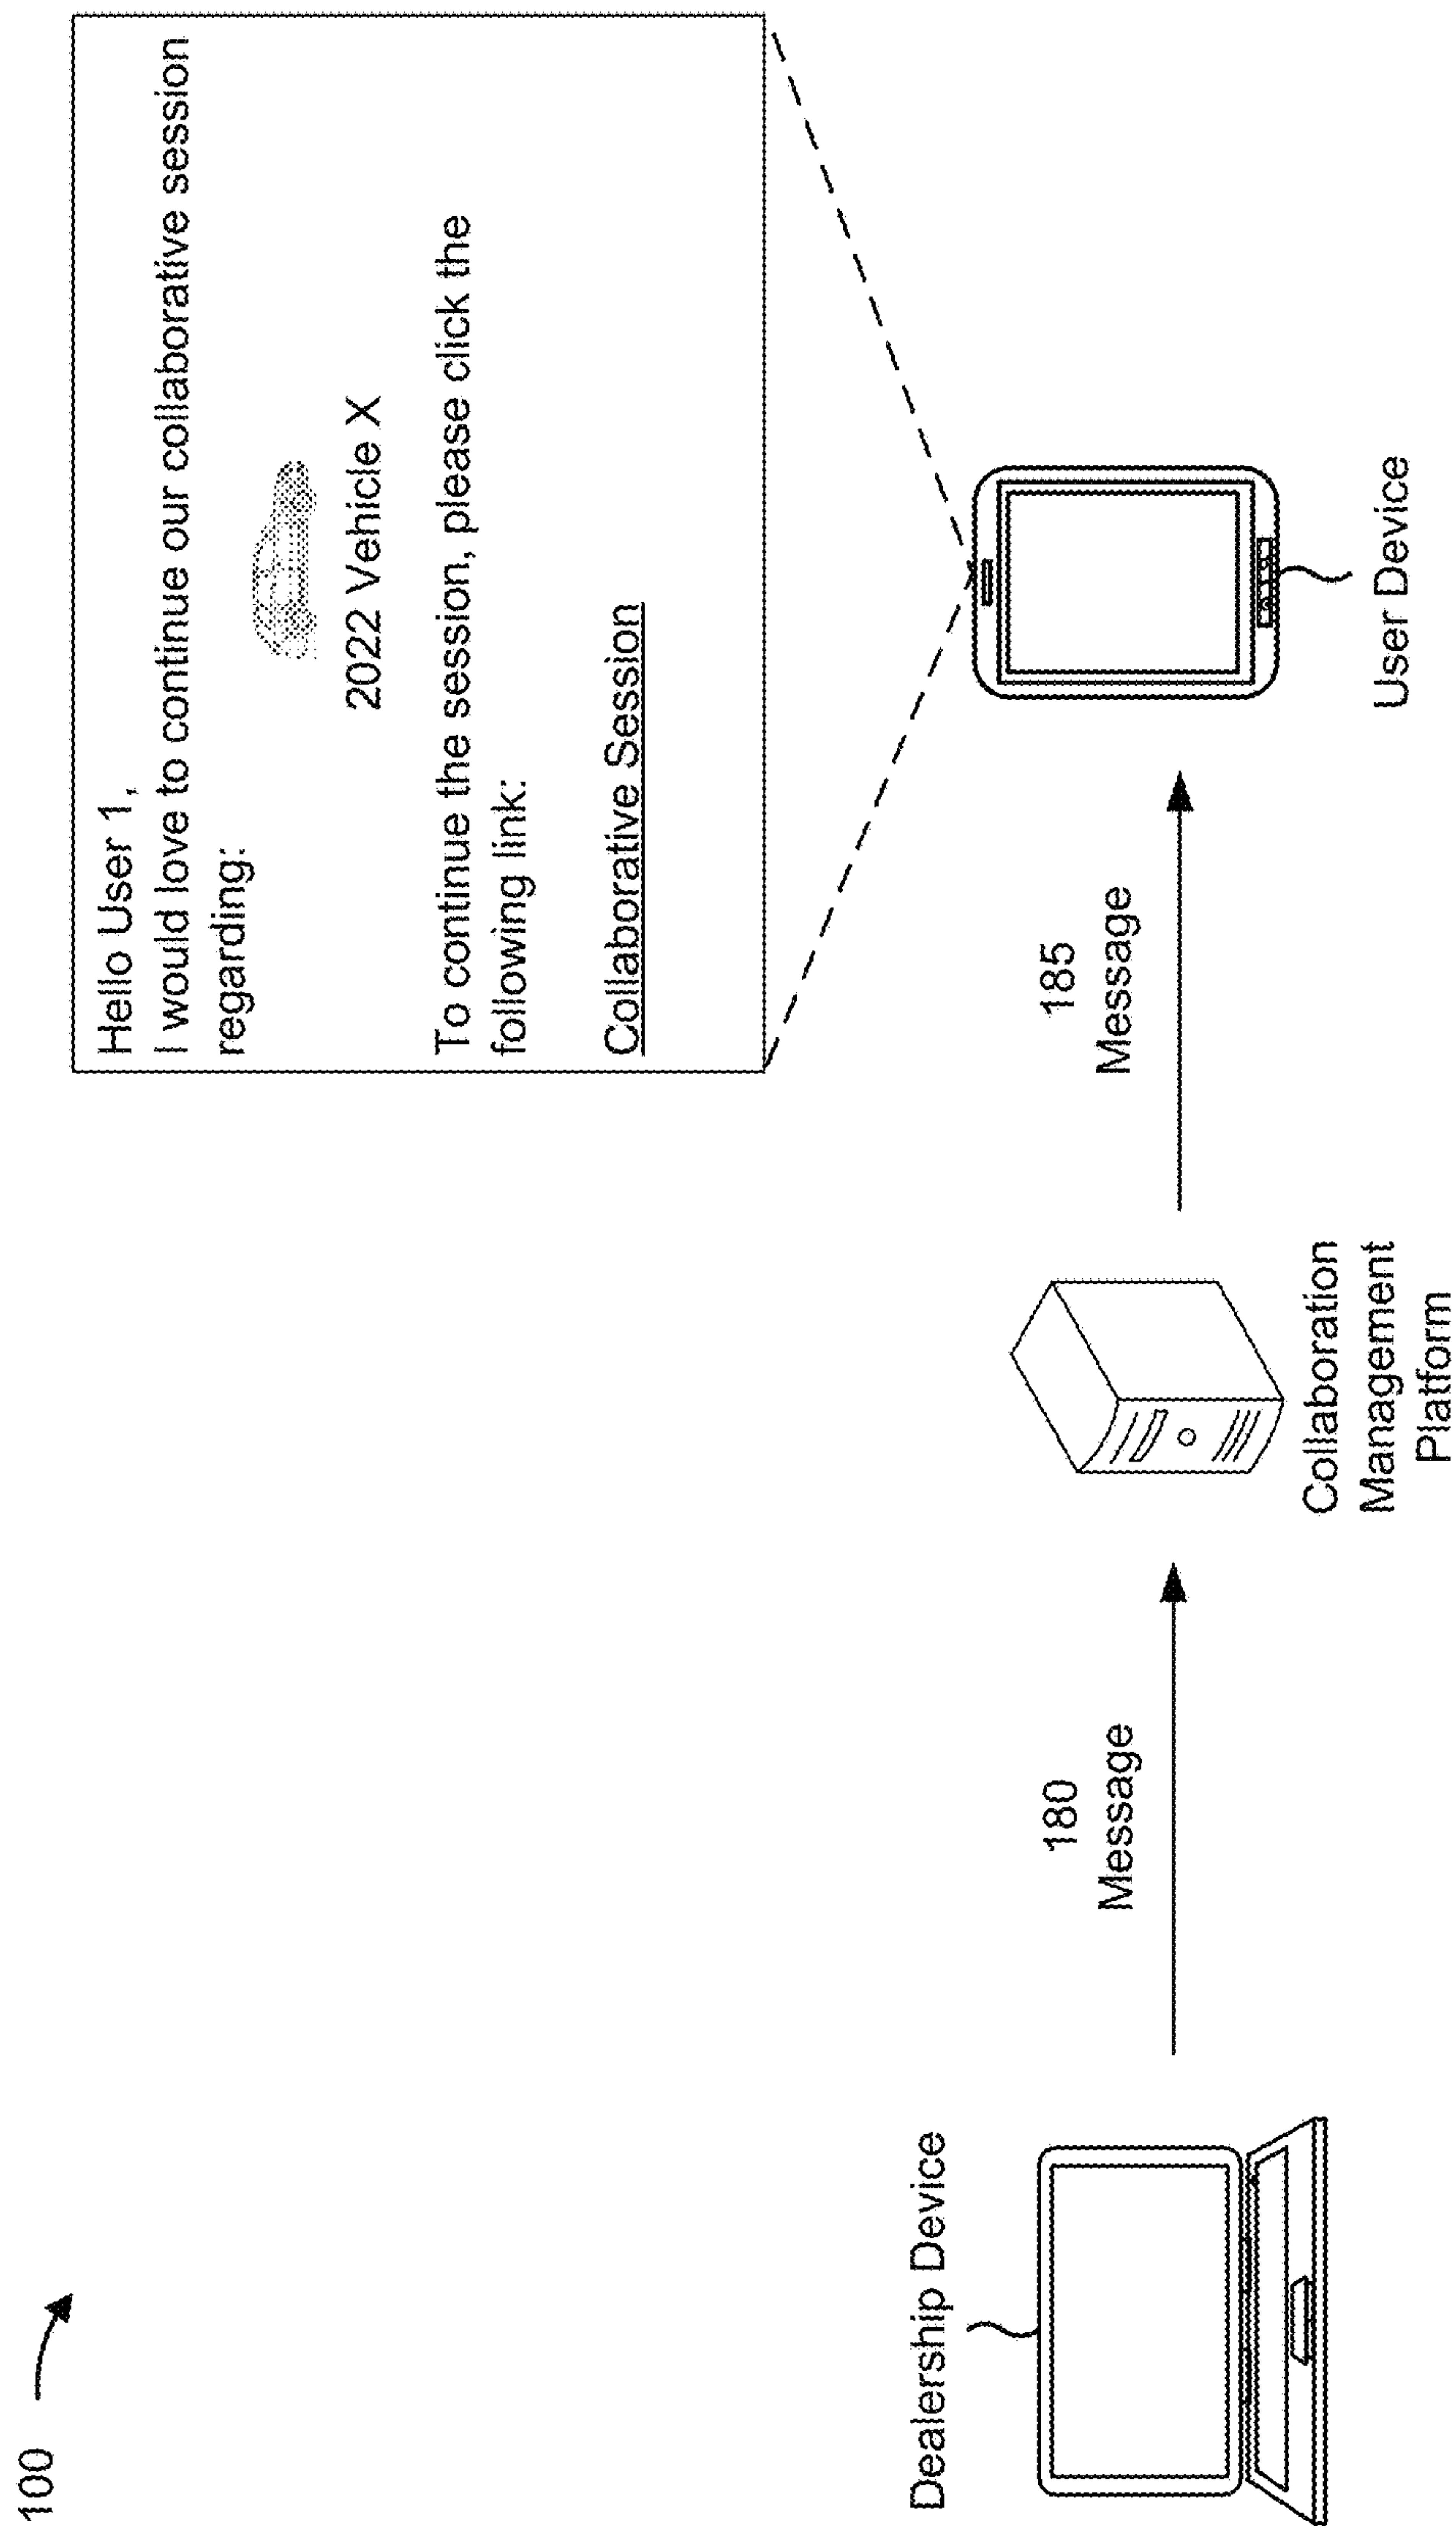 100
Hello User 1,
I would love to continue our collaborative session
regarding:
2022 Vehicle X
To continue the session, please click the
following link:
Collaborative Session
Dealership Device
180
Message
Collaboration
Management
Platform
185
Message
User Device